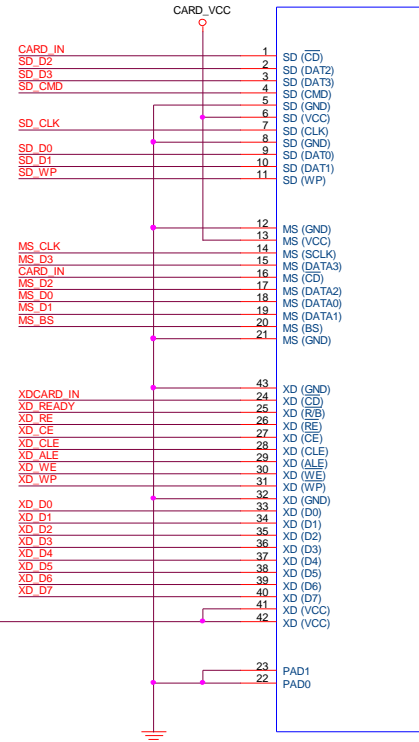 CARD_VCC
CARD_IN 1 SD (CD)
SD_D2 2 SD (DAT2)
SD_D3 3 SD (DAT3)
SD_CMD 4 SD (CMD)
5 SD (GND)
6 SD (VCC)
SD_CLK 7 SD (CLK)
8 SD (GND)
SD_D0 9 SD (DAT0)
SD_D1 10 SD (DAT1)
SD_WP 11 SD (WP)
12 MS (GND)
13 MS (VCC)
MS_CLK 14 MS (SCLK)
MS_D3 15 MS (DATA3)
CARD_IN 16 MS (CD)
MS_D2 17 MS (DATA2)
MS_D0 18 MS (DATA0)
MS_D1 19 MS (DATA1)
MS_BS 20 MS (BS)
21 MS (GND)
43 XD (GND)
XDCARD_IN 24 XD (CD)
XD_READY 25 XD (R/B)
XD_RE 26 XD (RE)
XD_CE 27 XD (CE)
XD_CLE 28 XD (CLE)
XD_ALE 29 XD (ALE)
XD_WE 30 XD (WE)
XD_WP 31 XD (WP)
32 XD (GND)
XD_D0 33 XD (D0)
XD_D1 34 XD (D1)
XD_D2 35 XD (D2)
XD_D3 36 XD (D3)
XD_D4 37 XD (D4)
XD_D5 38 XD (D5)
XD_D6 39 XD (D6)
XD_D7 40 XD (D7)
41 XD (VCC)
42 XD (VCC)
23 PAD1
22 PAD0